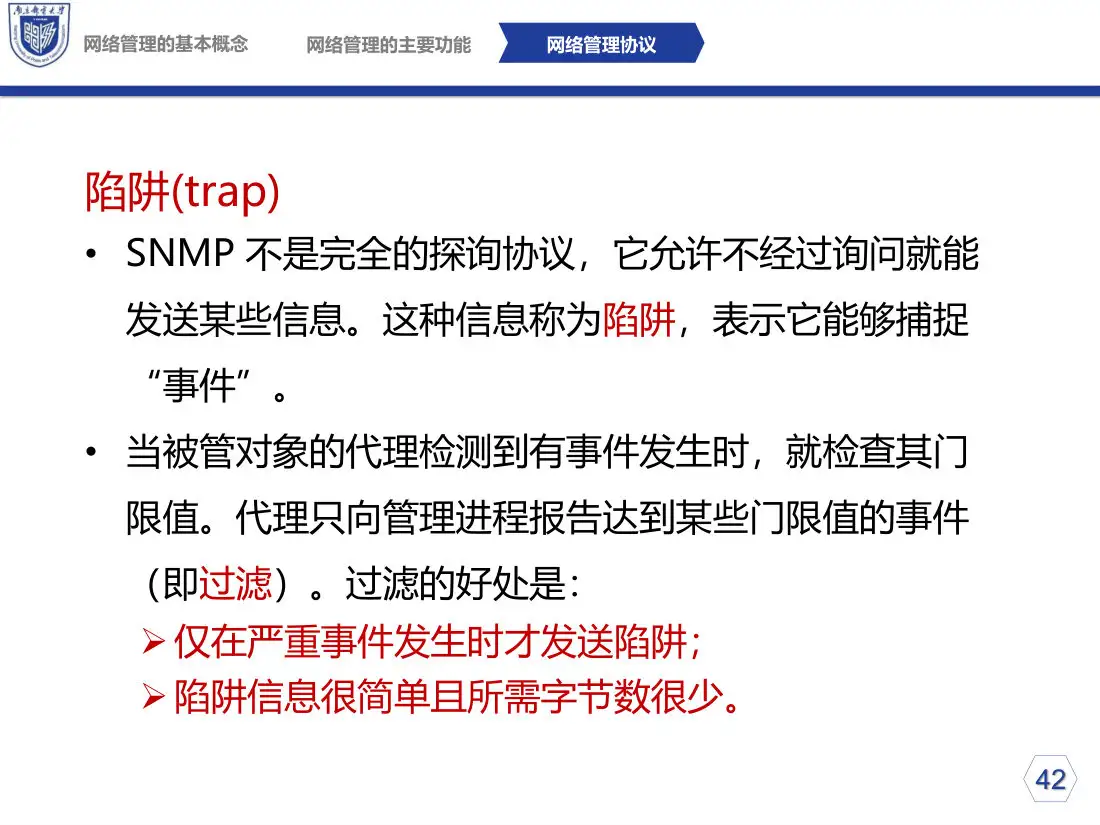 网络管理的基本概念
网络管理的主要功能
网络管理协议
陷阱(trap)
• SNMP 不是完全的探询协议，它允许不经过询问就能
发送某些信息。这种信息称为陷阱，表示它能够捕捉
“事件”。
• 当被管对象的代理检测到有事件发生时，就检查其门
限值。代理只向管理进程报告达到某些门限值的事件
（即过滤）。过滤的好处是：
➢ 仅在严重事件发生时才发送陷阱；
➢ 陷阱信息很简单且所需字节数很少。
42